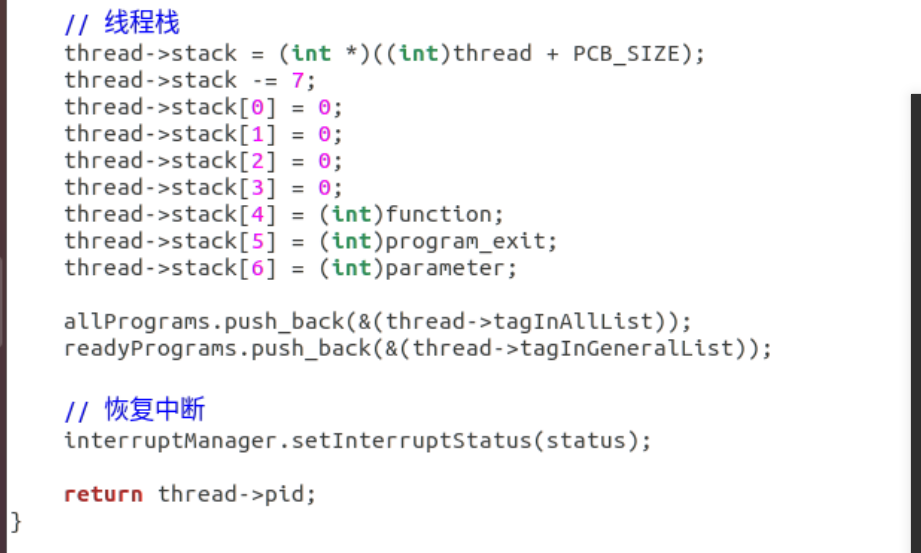 // 线程栈
thread->stack = (int *)((int)thread + PCB_SIZE);
thread->stack -= 7;
thread->stack[0] = 0;
thread->stack[1] = 0;
thread->stack[2] = 0;
thread->stack[3] = 0;
thread->stack[4] = (int)function;
thread->stack[5] = (int)program_exit;
thread->stack[6] = (int)parameter;
allPrograms.push_back(&(thread->tagInAllList));
readyPrograms.push_back(&(thread->tagInGeneralList));
// 恢复中断
interruptManager.setInterruptStatus(status);
return thread->pid;
}